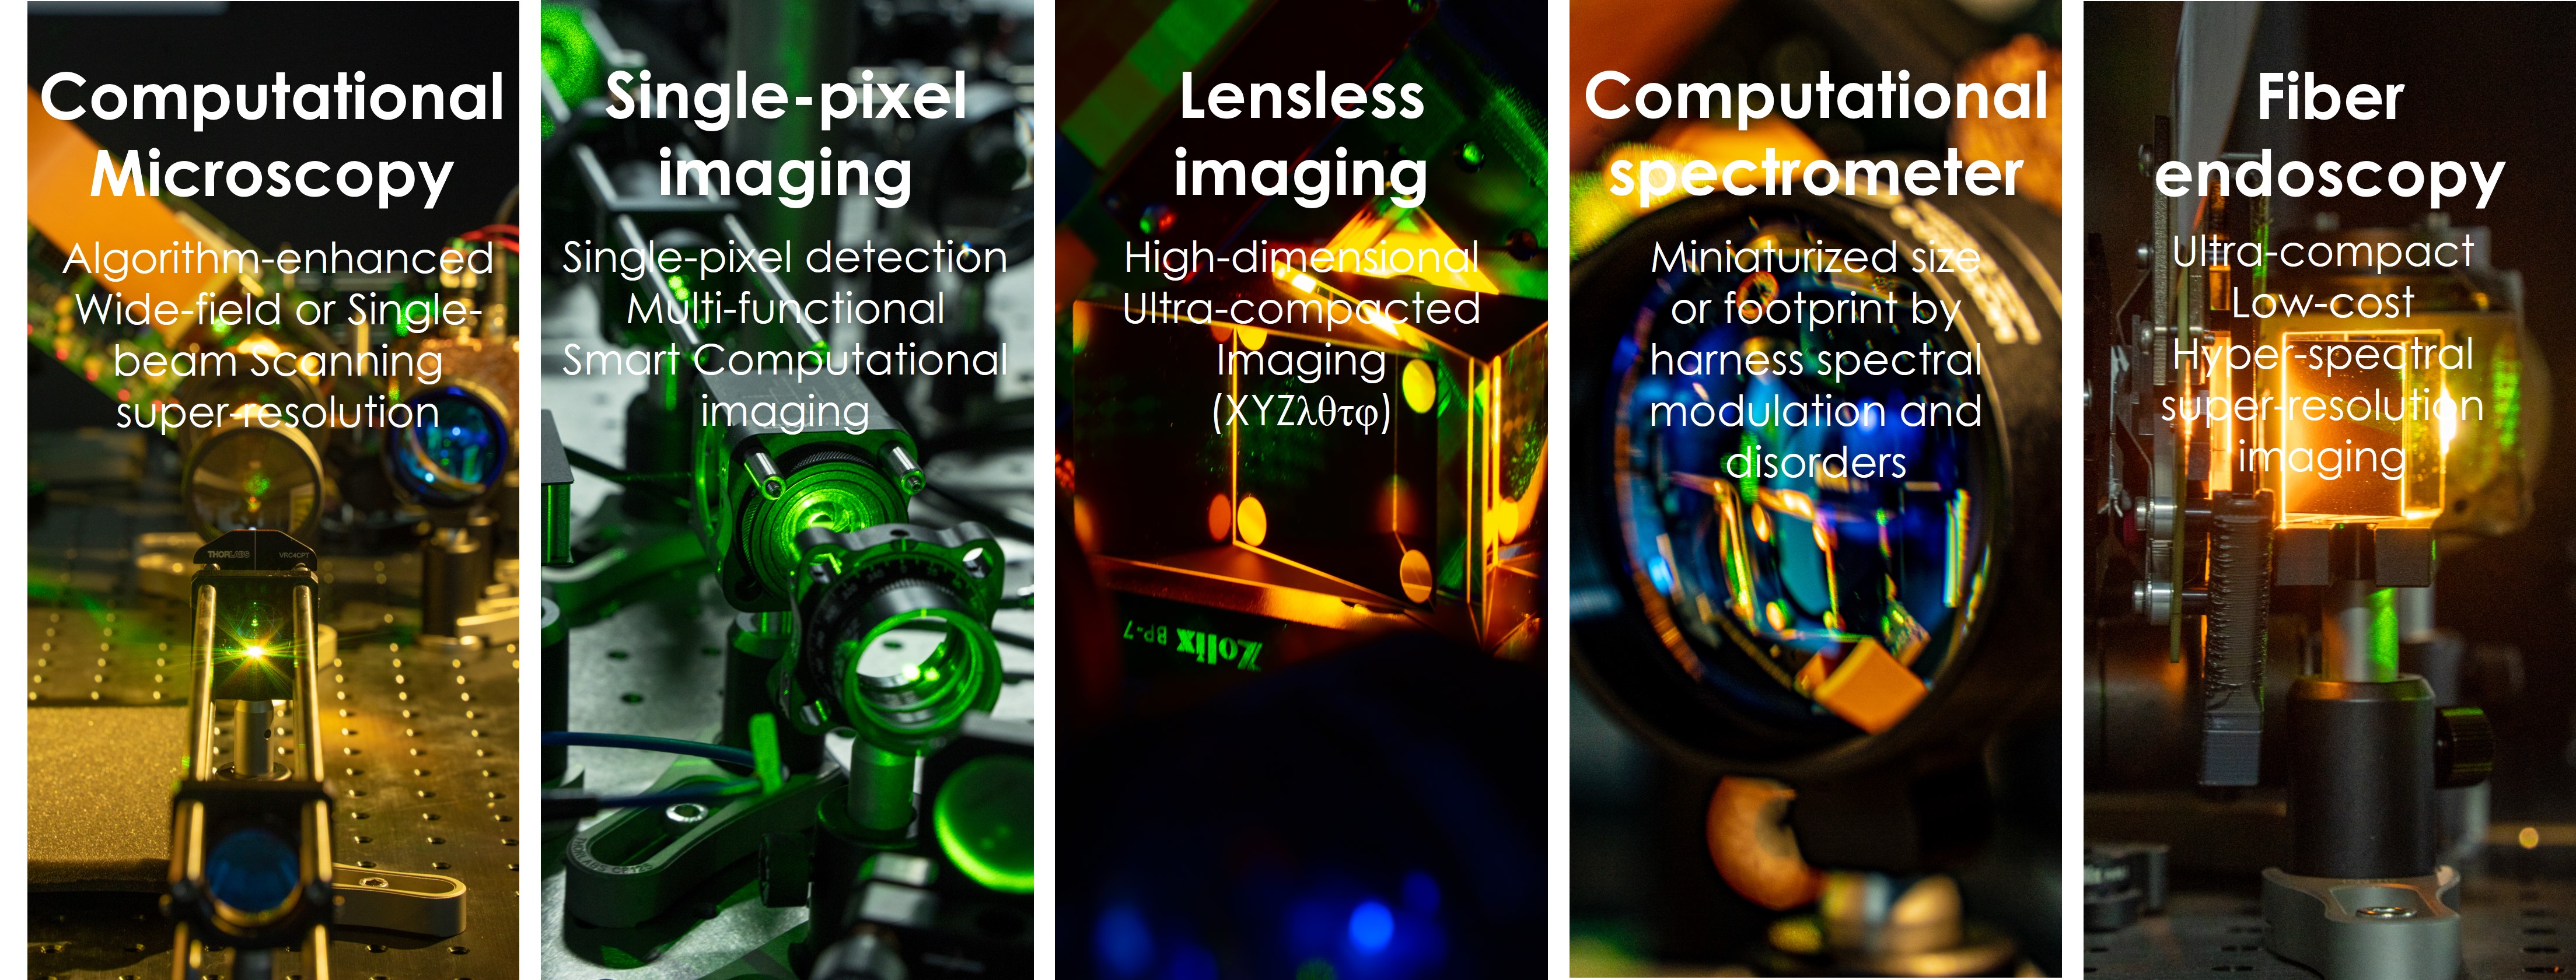 Computational
Microscopy
Algorithm-enhanced
Wide-field or Single-
beam Scanning
super-resolution
THORLABS
VRC4CPT
Single-pixel
imaging
Single-pixel detection
Multi-functional
Smart Computational
imaging
Lensless
imaging
High-dimensional
Ultra-compacted
Imaging
(XYZλθτφ)
Zolix BP-7
Computational
spectrometer
Miniaturized size
or footprint by
harness spectral
modulation and
disorders
Fiber
endoscopy
Ultra-compact
Low-cost
Hyper-spectral
super-resolution
imaging